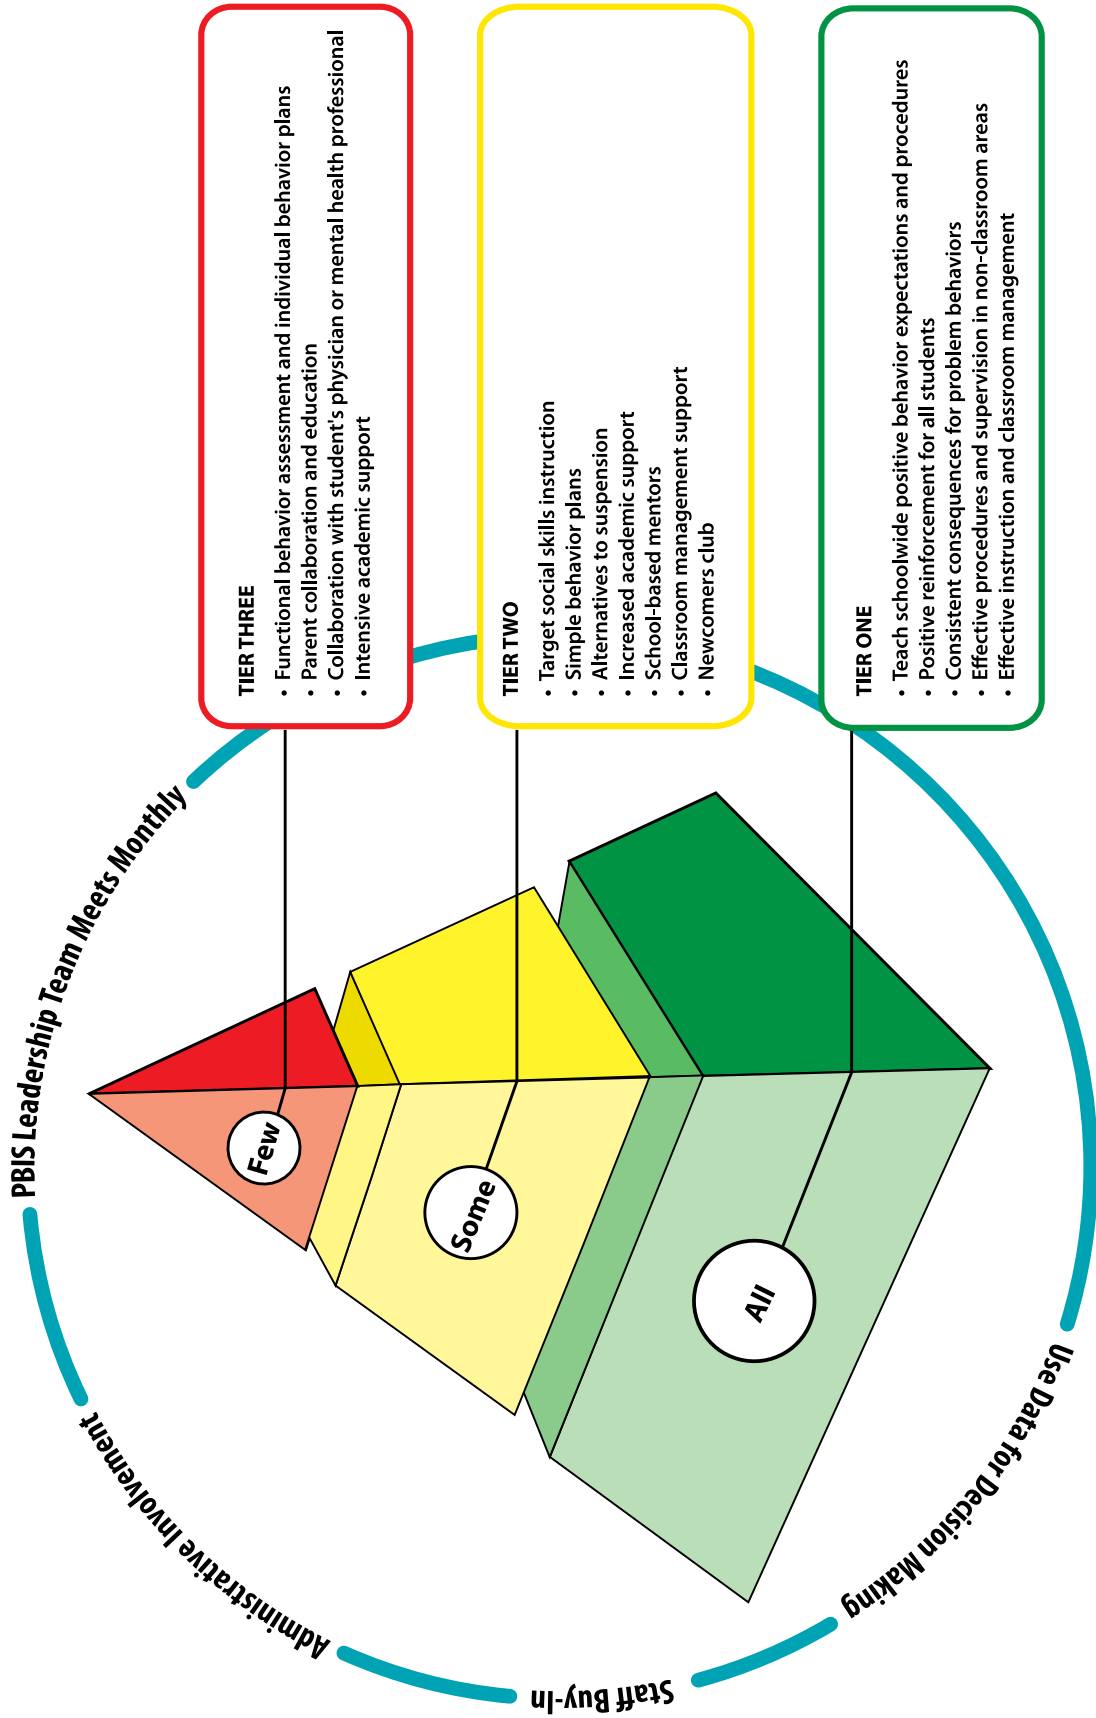 PBIS Leadership Team Meets Monthly
Administrative Involvement
Staff Buy-In
Use Data for Decision Making
Few
Some
All
TIER THREE
• Functional behavior assessment and individual behavior plans
• Parent collaboration and education
• Collaboration with student's physician or mental health professional
• Intensive academic support
TIER TWO
• Target social skills instruction
• Simple behavior plans
• Alternatives to suspension
• Increased academic support
• School-based mentors
• Classroom management support
• Newcomers club
TIER ONE
• Teach schoolwide positive behavior expectations and procedures
• Positive reinforcement for all students
• Consistent consequences for problem behaviors
• Effective procedures and supervision in non-classroom areas
• Effective instruction and classroom management